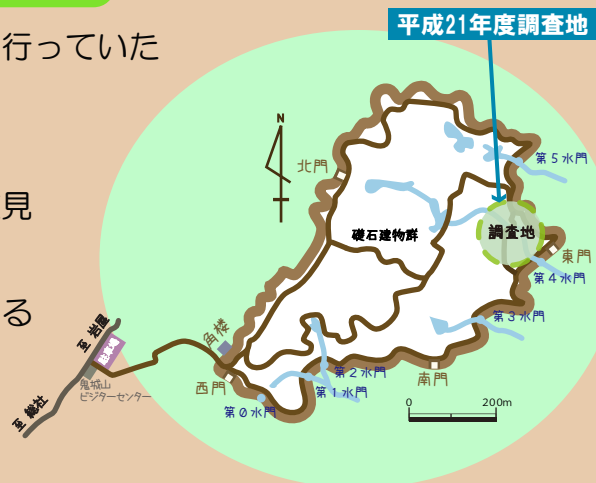 平成21年度調査地
行っていた
N
北門
第5水門
見
礎石建物群
調査地
東門
第4水門
る
第3水門
至 岩屋
角楼
第2水門
南門
鬼城山
ビジターセンター
西門
第1水門
第0水門
0 200m
至 総社